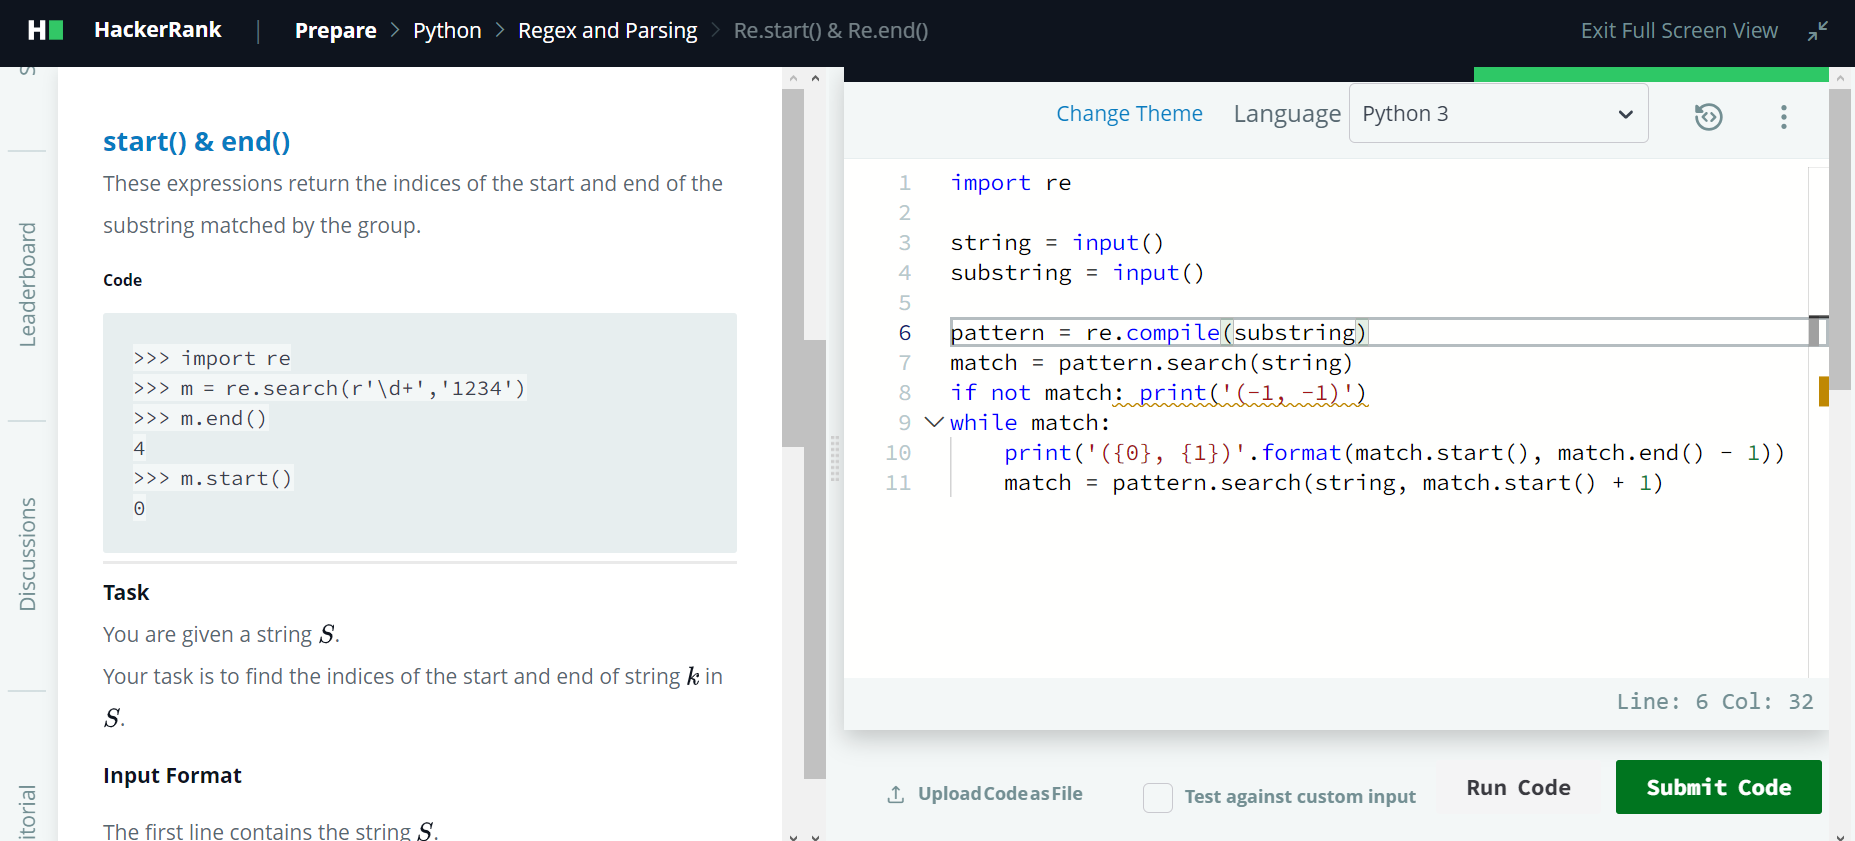 HackerRank | Prepare > Python > Regex and Parsing > Re.start() & Re.end() Exit Full Screen View
Leaderboard
Discussions
itorial
start() & end()
These expressions return the indices of the start and end of the
substring matched by the group.
Code
>>> import re
>>> m = re.search(r'\d+','1234')
>>> m.end()
4
>>> m.start()
0
Task
You are given a string S.
Your task is to find the indices of the start and end of string k in
S.
Input Format
The first line contains the string S.
Change Theme Language Python 3
1 import re
2
3 string = input()
4 substring = input()
5
6 pattern = re.compile(substring)
7 match = pattern.search(string)
8 if not match: print('(-1, -1)')
9 while match:
10     print('({0}, {1})'.format(match.start(), match.end() - 1))
11     match = pattern.search(string, match.start() + 1)
Line: 6 Col: 32
Upload Code as File Test against custom input Run Code Submit Code